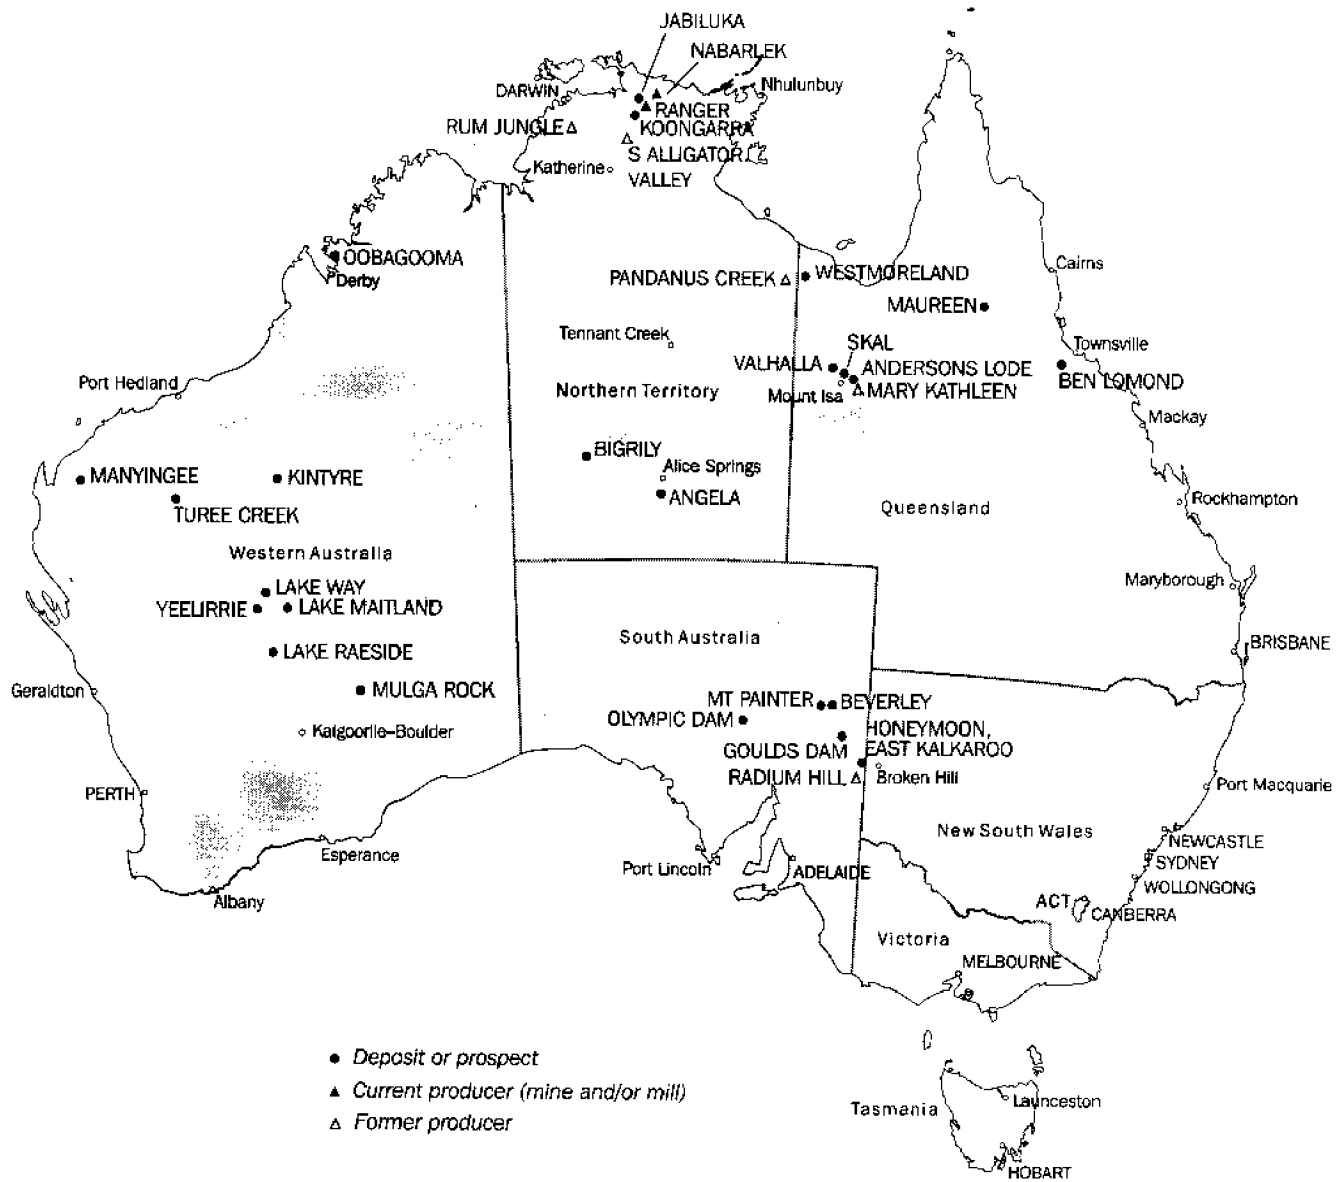 JABILUKA
NABARLEK
DARWIN
Nhulunbuy
RANGER
RUM JUNGLE
KOONGARRA
S ALLIGATOR
VALLEY
Katherine
OOBAGOOMA
Derby
PANDANUS CREEK
WESTMORELAND
Cairns
MAUREEN
Tennant Creek
SKAL
Townsville
VALHALLA
ANDERSONS LODE
BEN LOMOND
Port Hedland
Northern Territory
Mount Isa
MARY KATHLEEN
Mackay
BIGRILY
Alice Springs
MANYINGEE
KINTYRE
ANGELA
Rockhampton
TUREE CREEK
Queensland
Western Australia
LAKE WAY
Maryborough
YEELIRRIE
LAKE MAITLAND
South Australia
BRISBANE
LAKE RAESIDE
Geraldton
MULGA ROCK
MT PAINTER
BEVERLEY
OLYMPIC DAM
Kalgoorlie-Boulder
HONEYMOON,
GOULDS DAM
EAST KALKAROO
RADIUM HILL
Broken Hill
PERTH
Port Macquarie
New South Wales
NEWCASTLE
Esperance
SYDNEY
Port Lincoln
ADELAIDE
WOLLONGONG
Albany
ACT
CANBERRA
Victoria
MELBOURNE
Deposit or prospect
Current producer (mine and/or mill)
Former producer
Tasmania
Launceston
HOBART